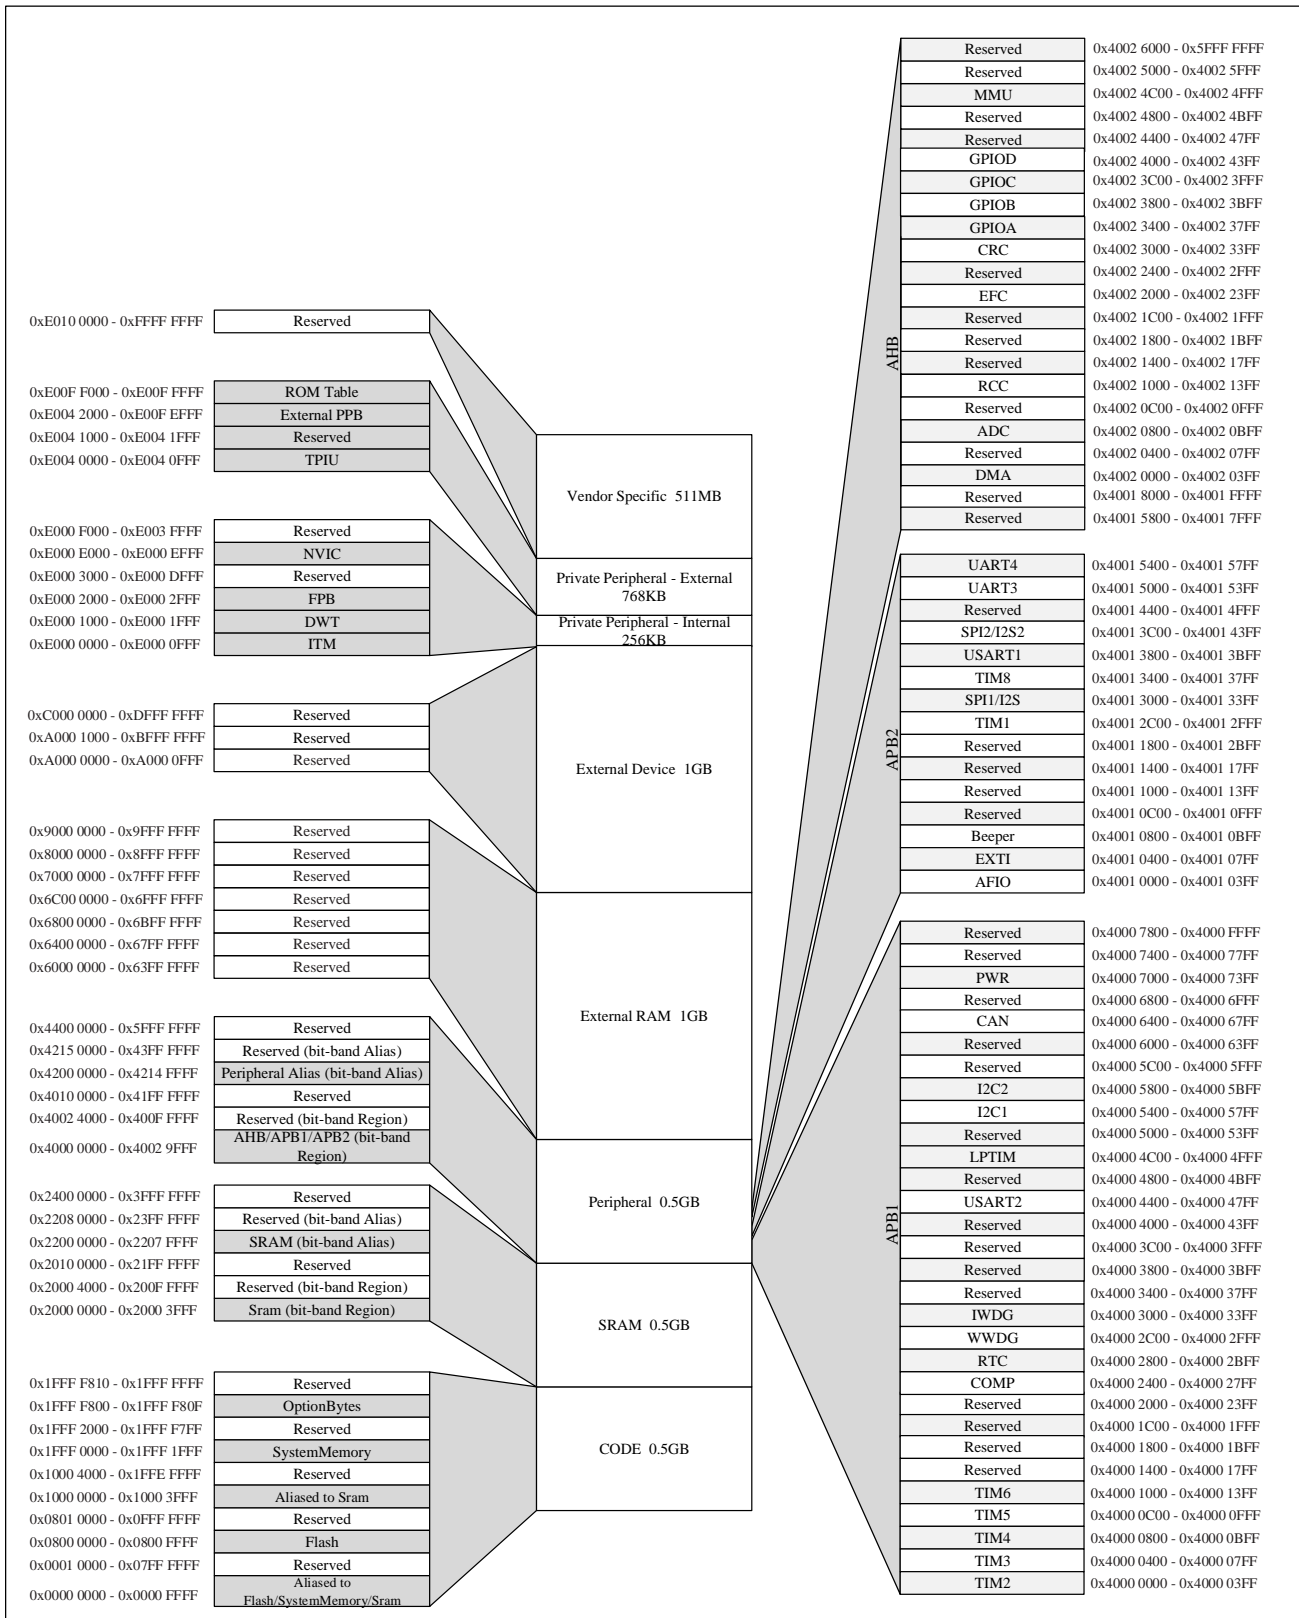 0xE010 0000 - 0xFFFF FFFF Reserved
0xE00F F000 - 0xE00F FFFF ROM Table
0xE004 2000 - 0xE00F EFFF External PPB
0xE004 1000 - 0xE004 1FFF Reserved
0xE004 0000 - 0xE004 0FFF TPIU
0xE000 F000 - 0xE003 FFFF Reserved
0xE000 E000 - 0xE000 EFFF NVIC
0xE000 3000 - 0xE000 DFFF Reserved
0xE000 2000 - 0xE000 2FFF FPB
0xE000 1000 - 0xE000 1FFF DWT
0xE000 0000 - 0xE000 0FFF ITM
0xC000 0000 - 0xDFFF FFFF Reserved
0xA000 1000 - 0xBFFF FFFF Reserved
0xA000 0000 - 0xA000 0FFF Reserved
0x9000 0000 - 0x9FFF FFFF Reserved
0x8000 0000 - 0x8FFF FFFF Reserved
0x7000 0000 - 0x7FFF FFFF Reserved
0x6C00 0000 - 0x6FFF FFFF Reserved
0x6800 0000 - 0x6BFF FFFF Reserved
0x6400 0000 - 0x67FF FFFF Reserved
0x6000 0000 - 0x63FF FFFF Reserved
0x4400 0000 - 0x5FFF FFFF Reserved
0x4215 0000 - 0x43FF FFFF Reserved (bit-band Alias)
0x4200 0000 - 0x4214 FFFF Peripheral Alias (bit-band Alias)
0x4010 0000 - 0x41FF FFFF Reserved
0x4002 4000 - 0x400F FFFF Reserved (bit-band Region)
0x4000 0000 - 0x4002 9FFF AHB/APB1/APB2 (bit-band
Region)
0x2400 0000 - 0x3FFF FFFF Reserved
0x2208 0000 - 0x23FF FFFF Reserved (bit-band Alias)
0x2200 0000 - 0x2207 FFFF SRAM (bit-band Alias)
0x2010 0000 - 0x21FF FFFF Reserved
0x2000 4000 - 0x200F FFFF Reserved (bit-band Region)
0x2000 0000 - 0x2000 3FFF Sram (bit-band Region)
0x1FFF F810 - 0x1FFF FFFF Reserved
0x1FFF F800 - 0x1FFF F80F OptionBytes
0x1FFF 2000 - 0x1FFF F7FF Reserved
0x1FFF 0000 - 0x1FFF 1FFF SystemMemory
0x1000 4000 - 0x1FFE FFFF Reserved
0x1000 0000 - 0x1000 3FFF Aliased to Sram
0x0801 0000 - 0x0FFF FFFF Reserved
0x0800 0000 - 0x0800 FFFF Flash
0x0001 0000 - 0x07FF FFFF Reserved
0x0000 0000 - 0x0000 FFFF Aliased to
Flash/SystemMemory/Sram
Vendor Specific 511MB
Private Peripheral - External
768KB
Private Peripheral - Internal
256KB
External Device 1GB
External RAM 1GB
Peripheral 0.5GB
SRAM 0.5GB
CODE 0.5GB
AHB
Reserved 0x4002 6000 - 0x5FFF FFFF
Reserved 0x4002 5000 - 0x4002 5FFF
MMU 0x4002 4C00 - 0x4002 4FFF
Reserved 0x4002 4800 - 0x4002 4BFF
Reserved 0x4002 4400 - 0x4002 47FF
GPIOD 0x4002 4000 - 0x4002 43FF
GPIOC 0x4002 3C00 - 0x4002 3FFF
GPIOB 0x4002 3800 - 0x4002 3BFF
GPIOA 0x4002 3400 - 0x4002 37FF
CRC 0x4002 3000 - 0x4002 33FF
Reserved 0x4002 2400 - 0x4002 2FFF
EFC 0x4002 2000 - 0x4002 23FF
Reserved 0x4002 1C00 - 0x4002 1FFF
Reserved 0x4002 1800 - 0x4002 1BFF
Reserved 0x4002 1400 - 0x4002 17FF
RCC 0x4002 1000 - 0x4002 13FF
Reserved 0x4002 0C00 - 0x4002 0FFF
ADC 0x4002 0800 - 0x4002 0BFF
Reserved 0x4002 0400 - 0x4002 07FF
DMA 0x4002 0000 - 0x4002 03FF
Reserved 0x4001 8000 - 0x4001 FFFF
Reserved 0x4001 5800 - 0x4001 7FFF
APB2
UART4 0x4001 5400 - 0x4001 57FF
UART3 0x4001 5000 - 0x4001 53FF
Reserved 0x4001 4400 - 0x4001 4FFF
SPI2/I2S2 0x4001 3C00 - 0x4001 43FF
USART1 0x4001 3800 - 0x4001 3BFF
TIM8 0x4001 3400 - 0x4001 37FF
SPI1/I2S 0x4001 3000 - 0x4001 33FF
TIM1 0x4001 2C00 - 0x4001 2FFF
Reserved 0x4001 1800 - 0x4001 2BFF
Reserved 0x4001 1400 - 0x4001 17FF
Reserved 0x4001 1000 - 0x4001 13FF
Reserved 0x4001 0C00 - 0x4001 0FFF
Beeper 0x4001 0800 - 0x4001 0BFF
EXTI 0x4001 0400 - 0x4001 07FF
AFIO 0x4001 0000 - 0x4001 03FF
APB1
Reserved 0x4000 7800 - 0x4000 FFFF
Reserved 0x4000 7400 - 0x4000 77FF
PWR 0x4000 7000 - 0x4000 73FF
Reserved 0x4000 6800 - 0x4000 6FFF
CAN 0x4000 6400 - 0x4000 67FF
Reserved 0x4000 6000 - 0x4000 63FF
Reserved 0x4000 5C00 - 0x4000 5FFF
I2C2 0x4000 5800 - 0x4000 5BFF
I2C1 0x4000 5400 - 0x4000 57FF
Reserved 0x4000 5000 - 0x4000 53FF
LPTIM 0x4000 4C00 - 0x4000 4FFF
Reserved 0x4000 4800 - 0x4000 4BFF
USART2 0x4000 4400 - 0x4000 47FF
Reserved 0x4000 4000 - 0x4000 43FF
Reserved 0x4000 3C00 - 0x4000 3FFF
Reserved 0x4000 3800 - 0x4000 3BFF
Reserved 0x4000 3400 - 0x4000 37FF
IWDG 0x4000 3000 - 0x4000 33FF
WWDG 0x4000 2C00 - 0x4000 2FFF
RTC 0x4000 2800 - 0x4000 2BFF
COMP 0x4000 2400 - 0x4000 27FF
Reserved 0x4000 2000 - 0x4000 23FF
Reserved 0x4000 1C00 - 0x4000 1FFF
Reserved 0x4000 1800 - 0x4000 1BFF
Reserved 0x4000 1400 - 0x4000 17FF
TIM6 0x4000 1000 - 0x4000 13FF
TIM5 0x4000 0C00 - 0x4000 0FFF
TIM4 0x4000 0800 - 0x4000 0BFF
TIM3 0x4000 0400 - 0x4000 07FF
TIM2 0x4000 0000 - 0x4000 03FF